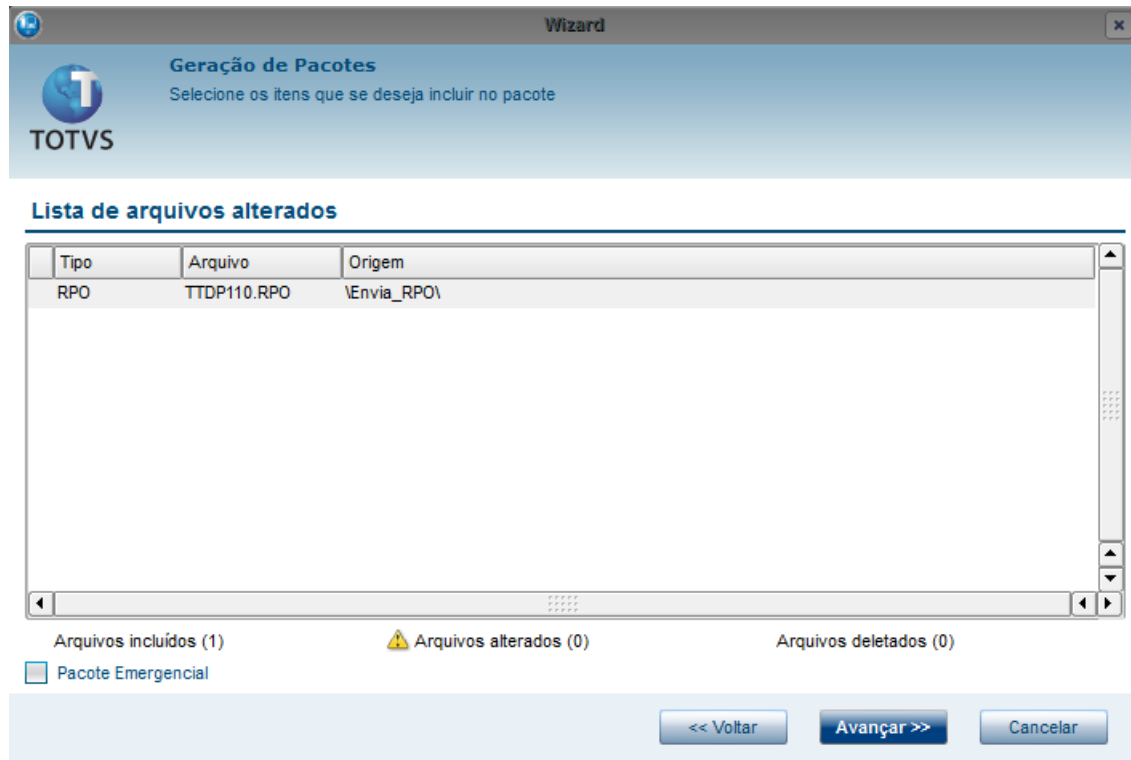 Wizard
Geração de Pacotes
Selecione os itens que se deseja incluir no pacote
TOTVS
Lista de arquivos alterados
Tipo Arquivo Origem
RPO TTDP110.RPO \Envia_RPO\
Arquivos incluídos (1) Arquivos alterados (0) Arquivos deletados (0)
Pacote Emergencial
<< Voltar Avançar >> Cancelar